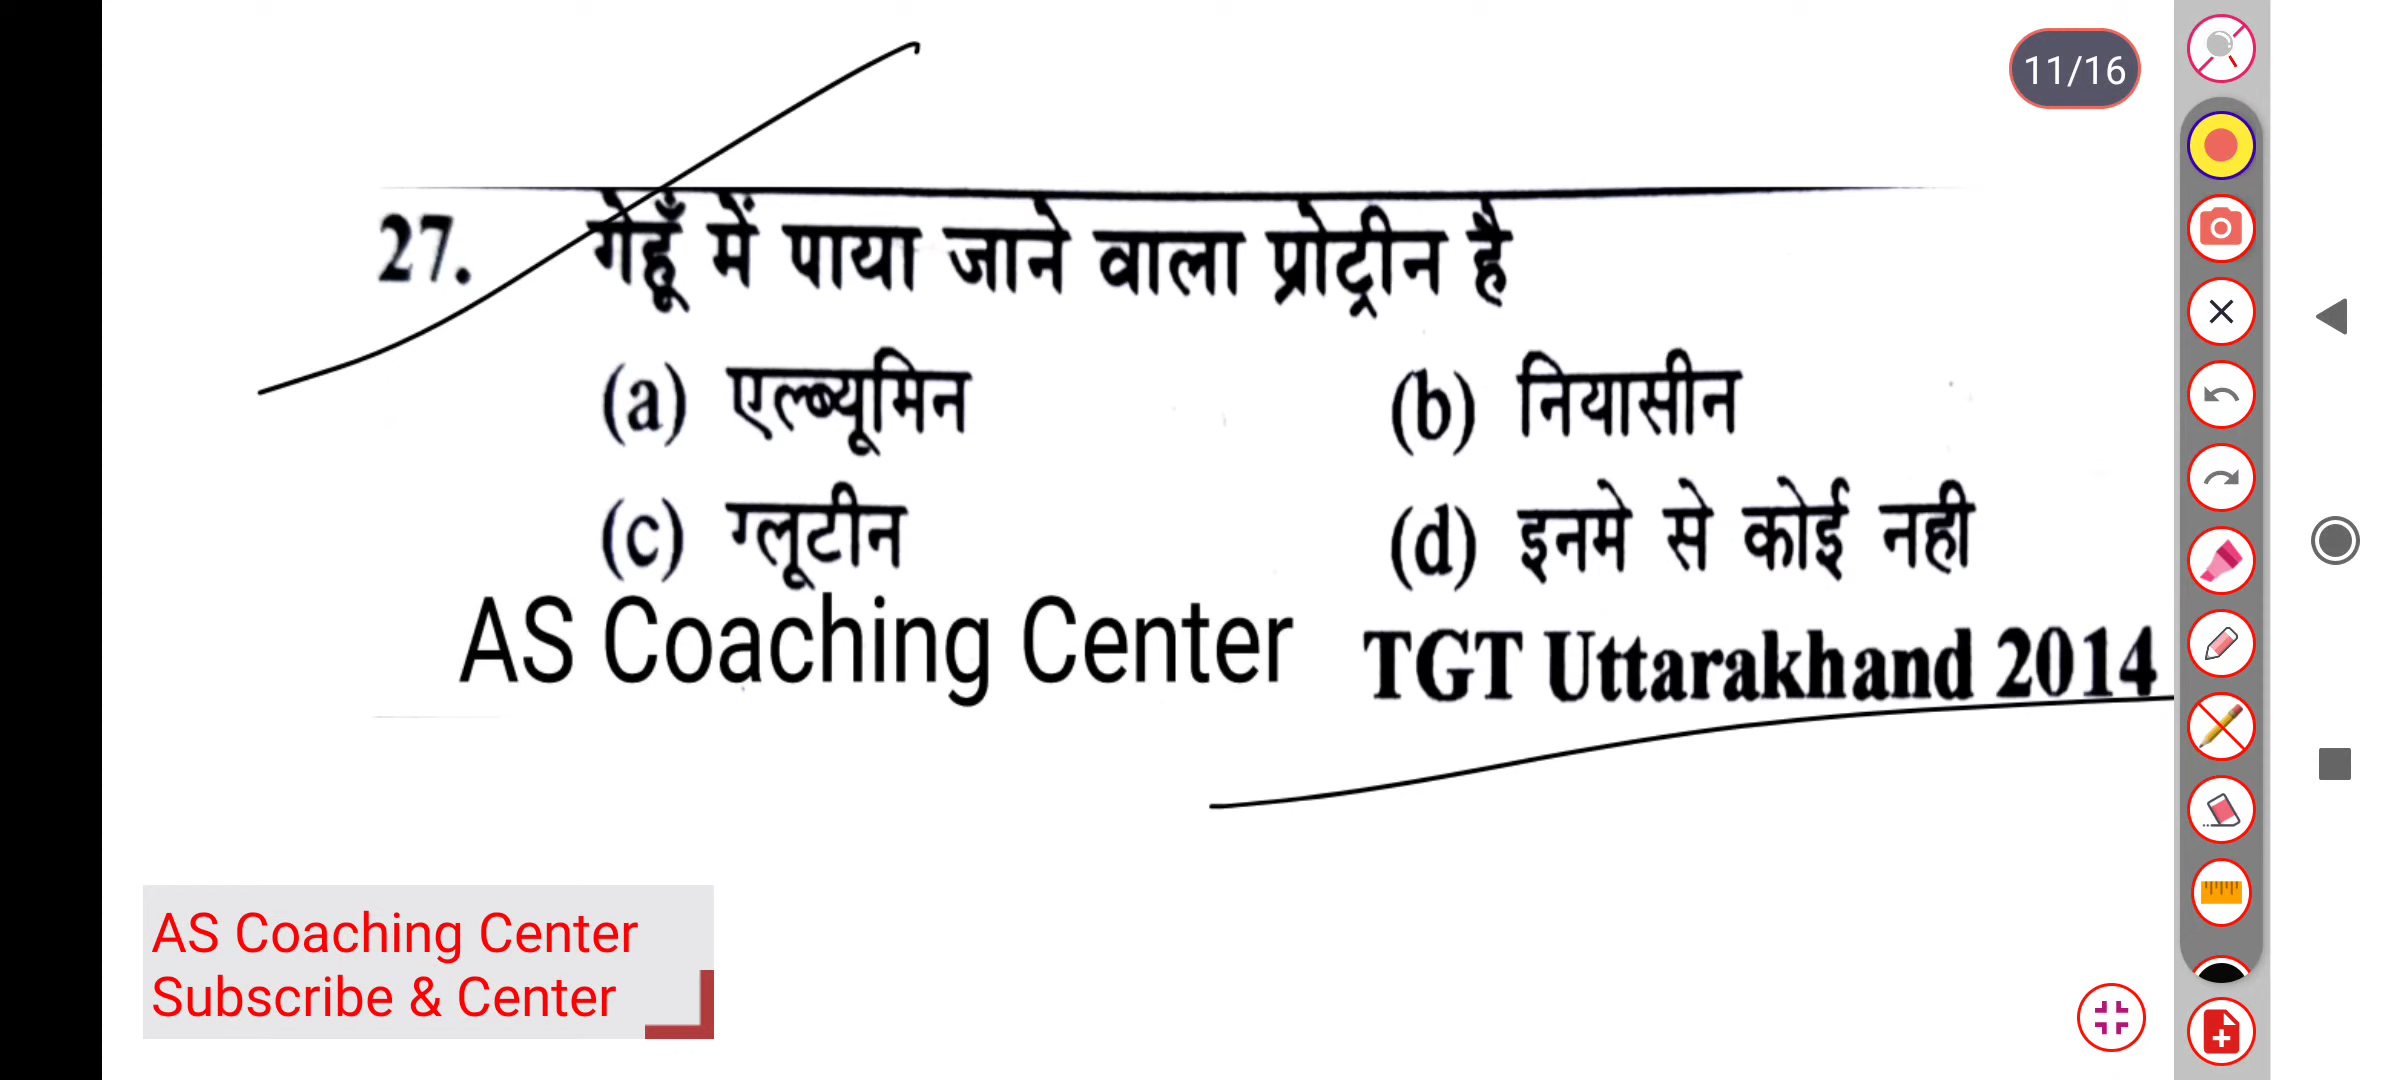 11/16
27. गेहूँ में पाया जाने वाला प्रोट्रीन है
(a) एल्ब्यूमिन (b) नियासीन
(c) ग्लूटीन (d) इनमे से कोई नही
AS Coaching Center TGT Uttarakhand 2014
AS Coaching Center
Subscribe & Center